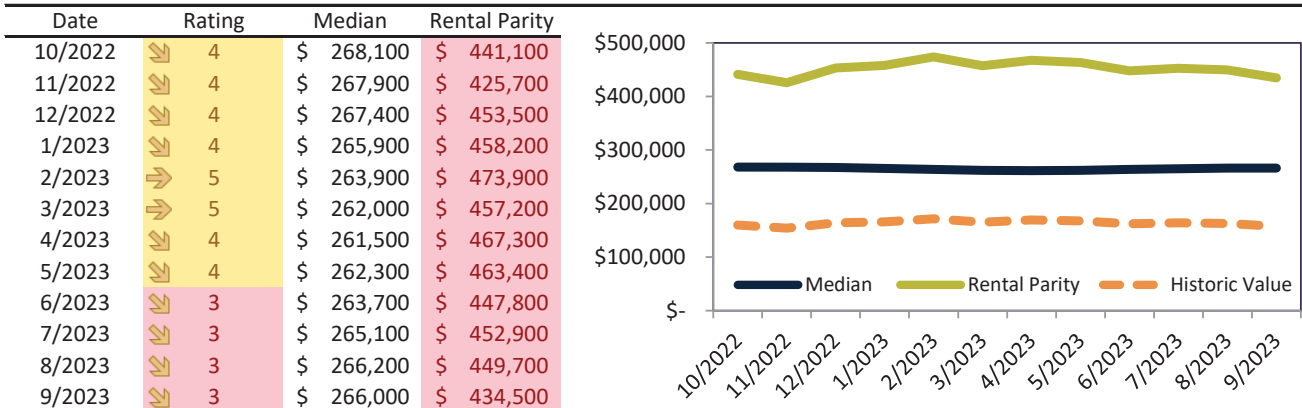 Date Rating Median Rental Parity
10/2022 4 $ 268,100 $ 441,100
11/2022 4 $ 267,900 $ 425,700
12/2022 4 $ 267,400 $ 453,500
1/2023 4 $ 265,900 $ 458,200
2/2023 5 $ 263,900 $ 473,900
3/2023 5 $ 262,000 $ 457,200
4/2023 4 $ 261,500 $ 467,300
5/2023 4 $ 262,300 $ 463,400
6/2023 3 $ 263,700 $ 447,800
7/2023 3 $ 265,100 $ 452,900
8/2023 3 $ 266,200 $ 449,700
9/2023 3 $ 266,000 $ 434,500
$500,000
$400,000
$300,000
$200,000
$100,000
$-
Median Rental Parity Historic Value
10/2022 11/2022 12/2022 1/2023 2/2023 3/2023 4/2023 5/2023 6/2023 7/2023 8/2023 9/2023